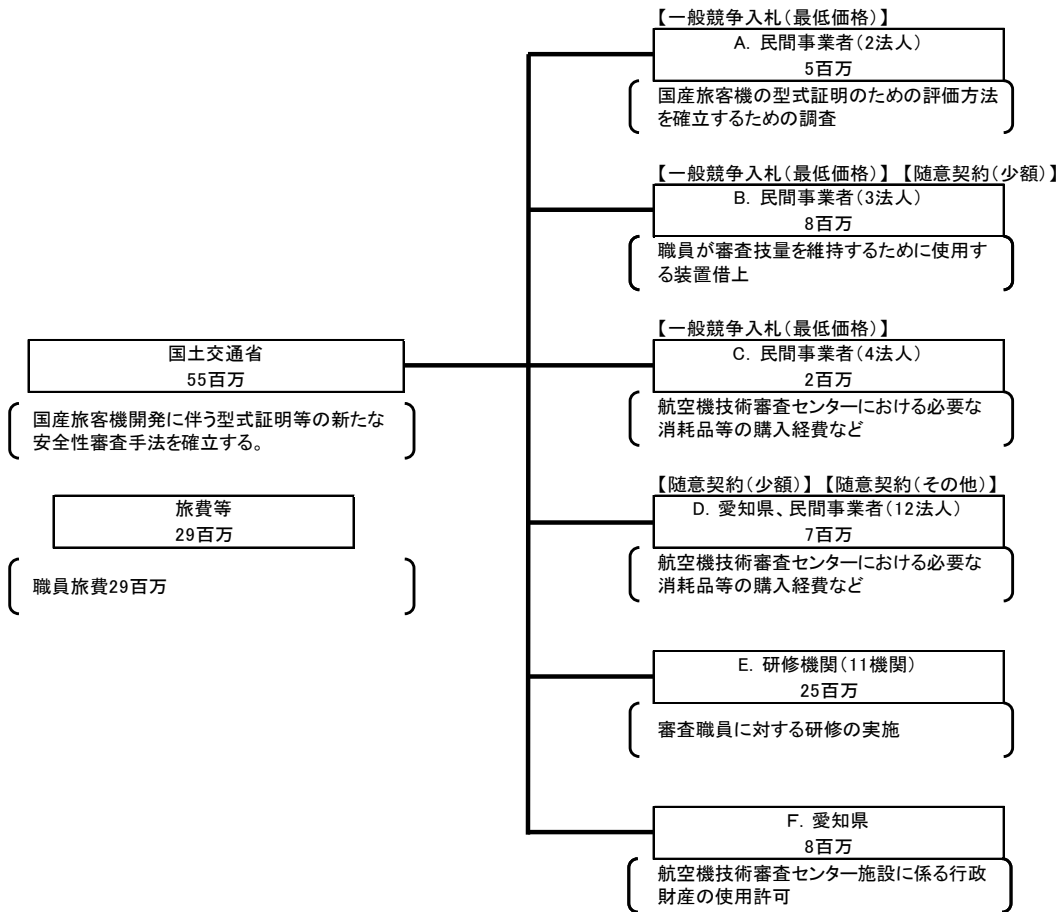 【一般競争入札(最低価格)】
A. 民間事業者(2法人)
5百万
国産旅客機の型式証明のための評価方法
を確立するための調査
【一般競争入札(最低価格)】 【随意契約(少額)】
B. 民間事業者(3法人)
8百万
職員が審査技量を維持するために使用す
る装置借上
国土交通省
55百万
国産旅客機開発に伴う型式証明等の新たな
安全性審査手法を確立する。
旅費等
29百万
職員旅費29百万
【一般競争入札(最低価格)】
C. 民間事業者(4法人)
2百万
航空機技術審査センターにおける必要な
消耗品等の購入経費など
【随意契約(少額)】 【随意契約(その他)】
D. 愛知県、民間事業者(12法人)
7百万
航空機技術審査センターにおける必要な
消耗品等の購入経費など
E. 研修機関(11機関)
25百万
審査職員に対する研修の実施
F. 愛知県
8百万
航空機技術審査センター施設に係る行政
財産の使用許可